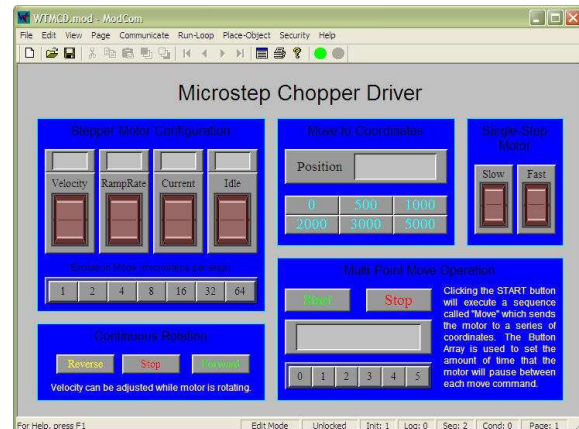 WTMCD.mod - ModCom
File Edit View Page Communicate Run-Loop Place-Object Security Help
Microstep Chopper Driver
Stepper Motor Configuration
Velocity RampRate Current Idle
1 2 4 8 16 32 64
Continuous Rotation
Reverse Stop Forward
Velocity can be adjusted while motor is rotating.
Move to Coordinates
Position
0 500 1000
2000 3000 5000
Single-Step
Motor
Slow Fast
Multi-Point Move Operation
Start Stop
0 1 2 3 4 5
Clicking the START button
will execute a sequence
called "Move" which sends
the motor to a series of
coordinates. The Button
Array is used to set the
amount of time that the
motor will pause between
each move command.
For Help, press F1
Edit Mode Unlocked Init: 1 Log: 0 Seq: 2 Cond: 0 Page: 1